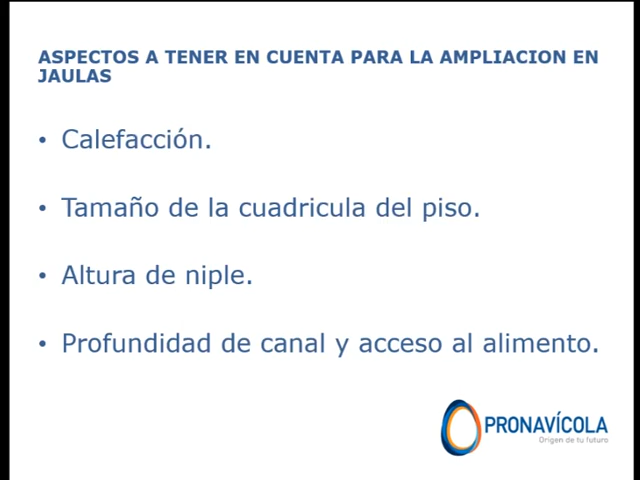 ASPECTOS A TENER EN CUENTA PARA LA AMPLIACION EN
JAULAS
• Calefacción.
• Tamaño de la cuadricula del piso.
• Altura de niple.
• Profundidad de canal y acceso al alimento.
PRONAVÍCOLA
Origen de tu futuro